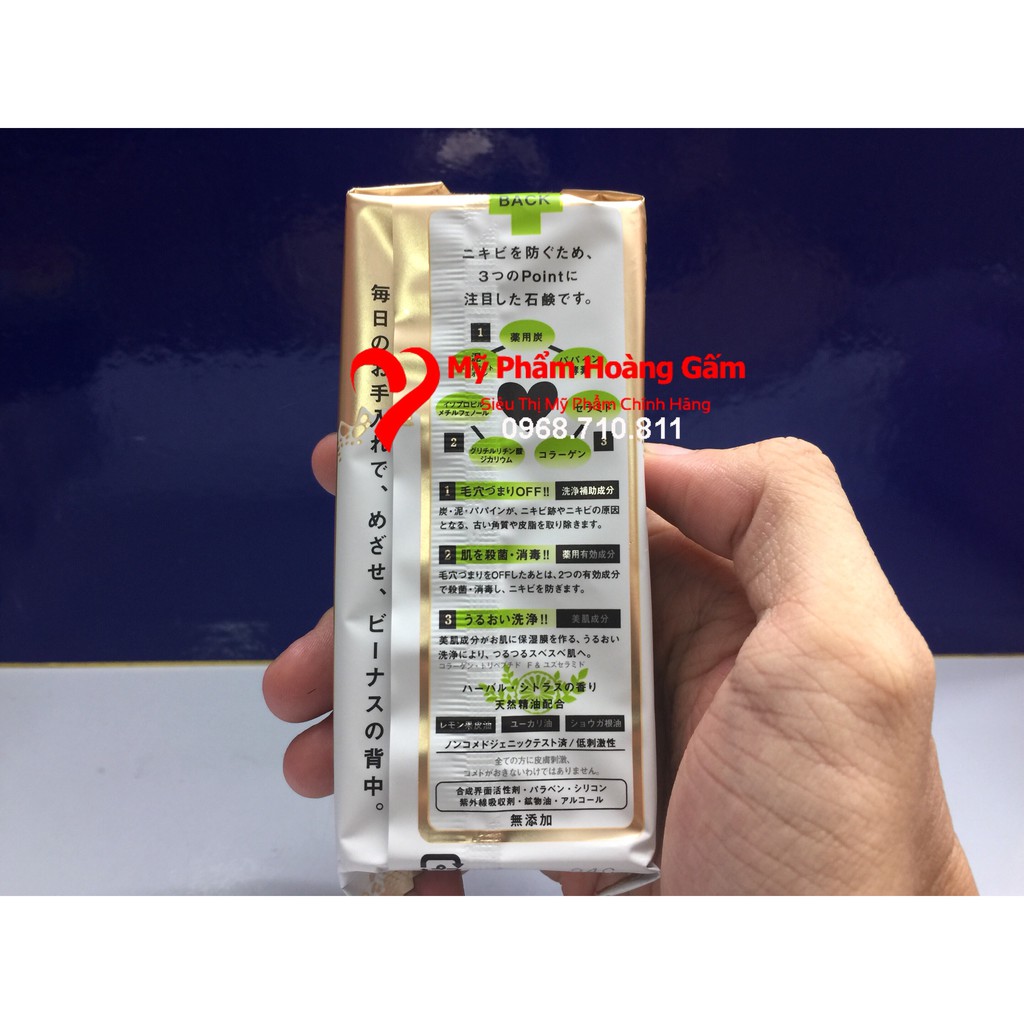 BACK
ニキビを防ぐため、
3つのPointに
注目した石鹸です。
1 薬用炭
パパイン
Mỹ Phẩm Hoàng Gấm
Siêu Thị Mỹ Phẩm Chính Hãng
0968.710.811
イソプロピル
メチルフェノール
2 グリチルリチン酸
ジカリウム
コラーゲン 3
1 毛穴づまりOFF!! 洗浄補助成分
炭・泥・パパインが、ニキビ跡やニキビの原因
となる、古い角質や皮脂を取り除きます。
2 肌を殺菌・消毒!! 薬用有効成分
毛穴づまりをOFFしたあとは、2つの有効成分
で殺菌・消毒し、ニキビを防ぎます。
3 うるおい洗浄!! 美肌成分
美肌成分がお肌に保湿膜を作る、うるおい
洗浄により、つるつるスベスベ肌へ。
コラーゲン・トリペプチド F & ユズセラミド
ハーバル・シトラスの香り
天然精油配合
レモン果皮油 ユーカリ油 ショウガ根油
ノンコメドジェニックテスト済/低刺激性
全ての方に皮膚刺激、
コメドがおきないわけではありません。
合成界面活性剤・パラベン・シリコン
紫外線吸収剤・鉱物油・アルコール
無添加
毎日のお手入れで、めざせ、ビーナスの背中。